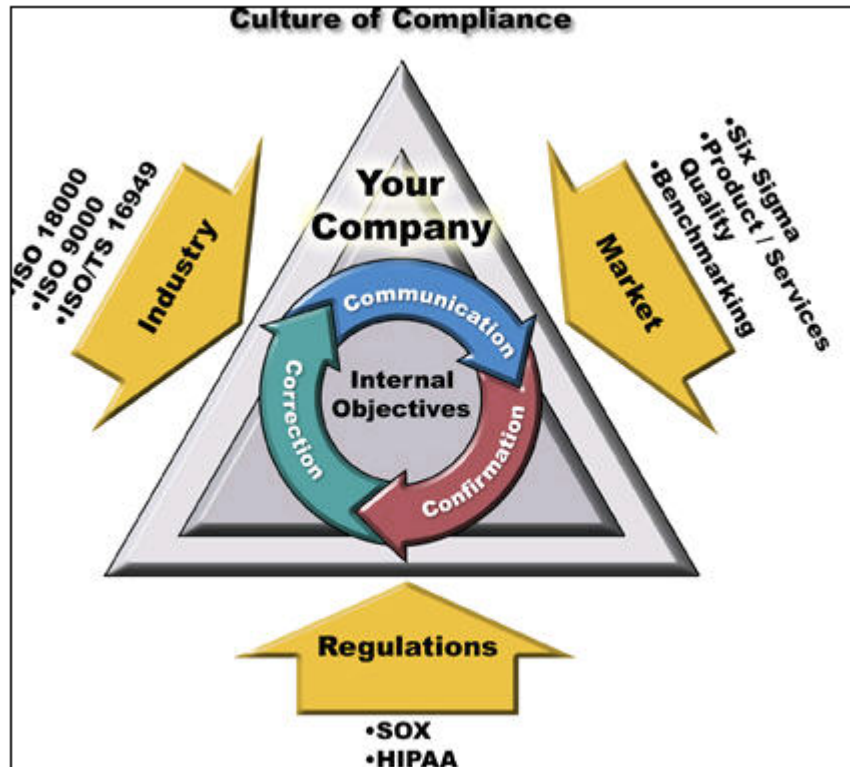 Culture of Compliance
Your
Company
Communication
Confirmation
Correction
Internal
Objectives
Industry
•ISO 18000
•ISO 9000
•ISO/TS 16949
Market
•Six Sigma
•Product / Services
Quality
•Benchmarking
Regulations
•SOX
•HIPAA